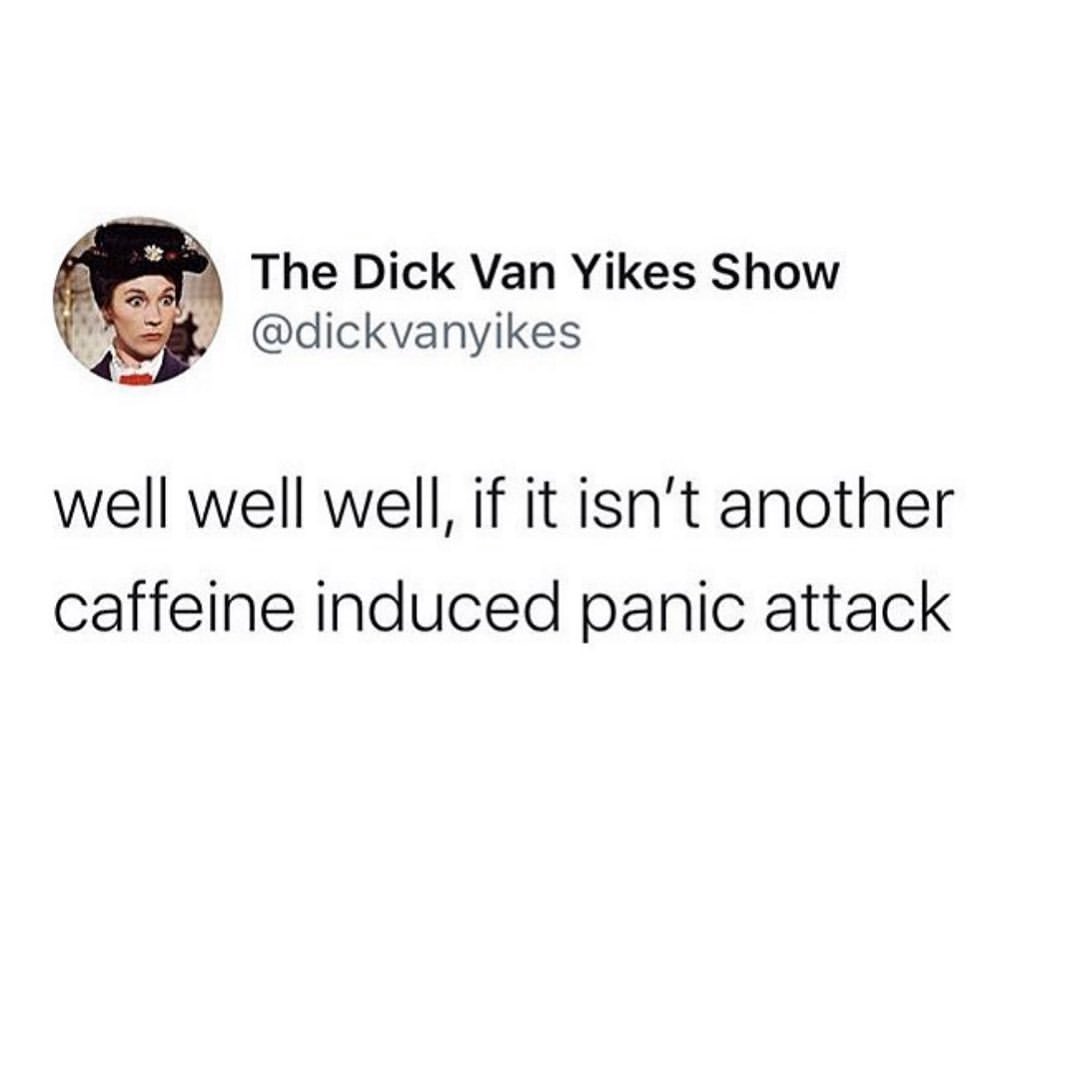 The Dick Van Yikes Show
@dickvanyikes
well well well, if it isn’t another
caffeine induced panic attack